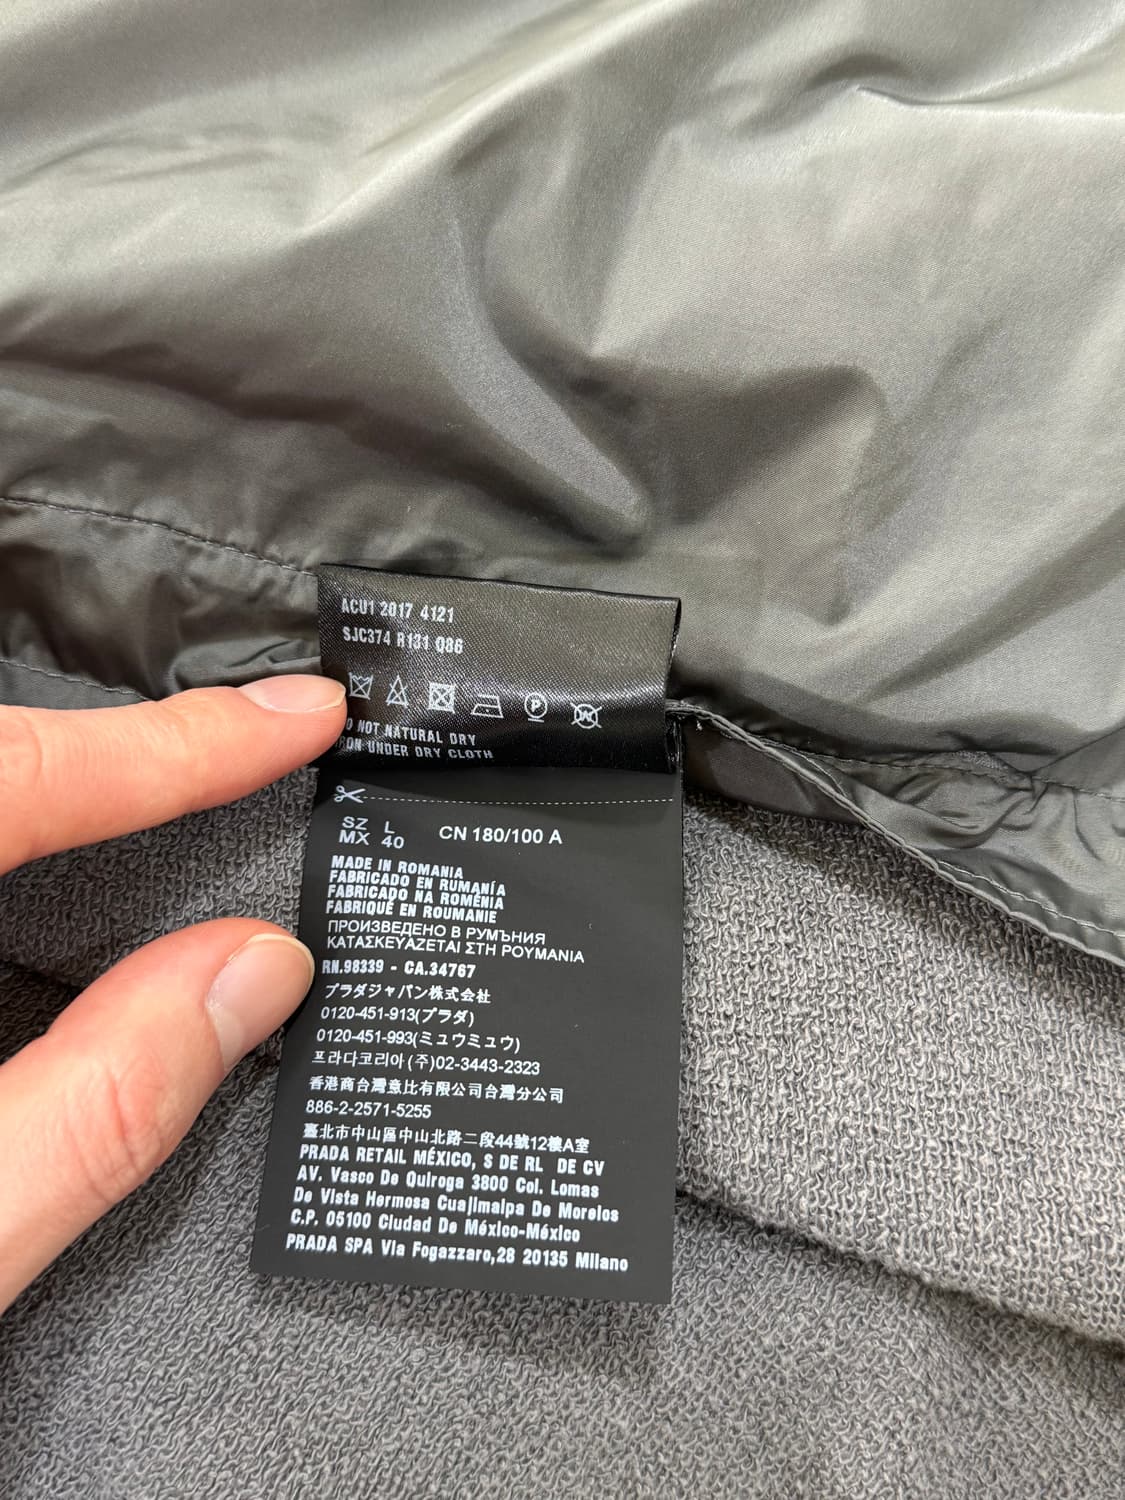 ACU1 2017 4121
SJC374 R131 Q86
P W
DO NOT NATURAL DRY
IRON UNDER DRY CLOTH
SZ L
MX 40
CN 180/100 A
MADE IN ROMANIA
FABRICADO EN RUMANÍA
FABRICADO NA ROMÊNIA
FABRIQUÉ EN ROUMANIE
ПРОИЗВЕДЕНО В РУМЪНИЯ
ΚΑΤΑΣΚΕΥΑΖΕΤΑΙ ΣΤΗ ΡΟΥΜΑΝΙΑ
RN.98339 - CA.34767
プラダジャパン株式会社
0120-451-913(プラダ)
0120-451-993(ミュウミュウ)
프라다코리아(주)02-3443-2323
香港商台灣意比有限公司台灣分公司
886-2-2571-5255
臺北市中山區中山北路二段44號12樓A室
PRADA RETAIL MÉXICO, S DE RL DE CV
AV. Vasco De Quiroga 3800 Col. Lomas
De Vista Hermosa Cuajimalpa De Morelos
C.P. 05100 Ciudad De México-México
PRADA SPA Via Fogazzaro,28 20135 Milano